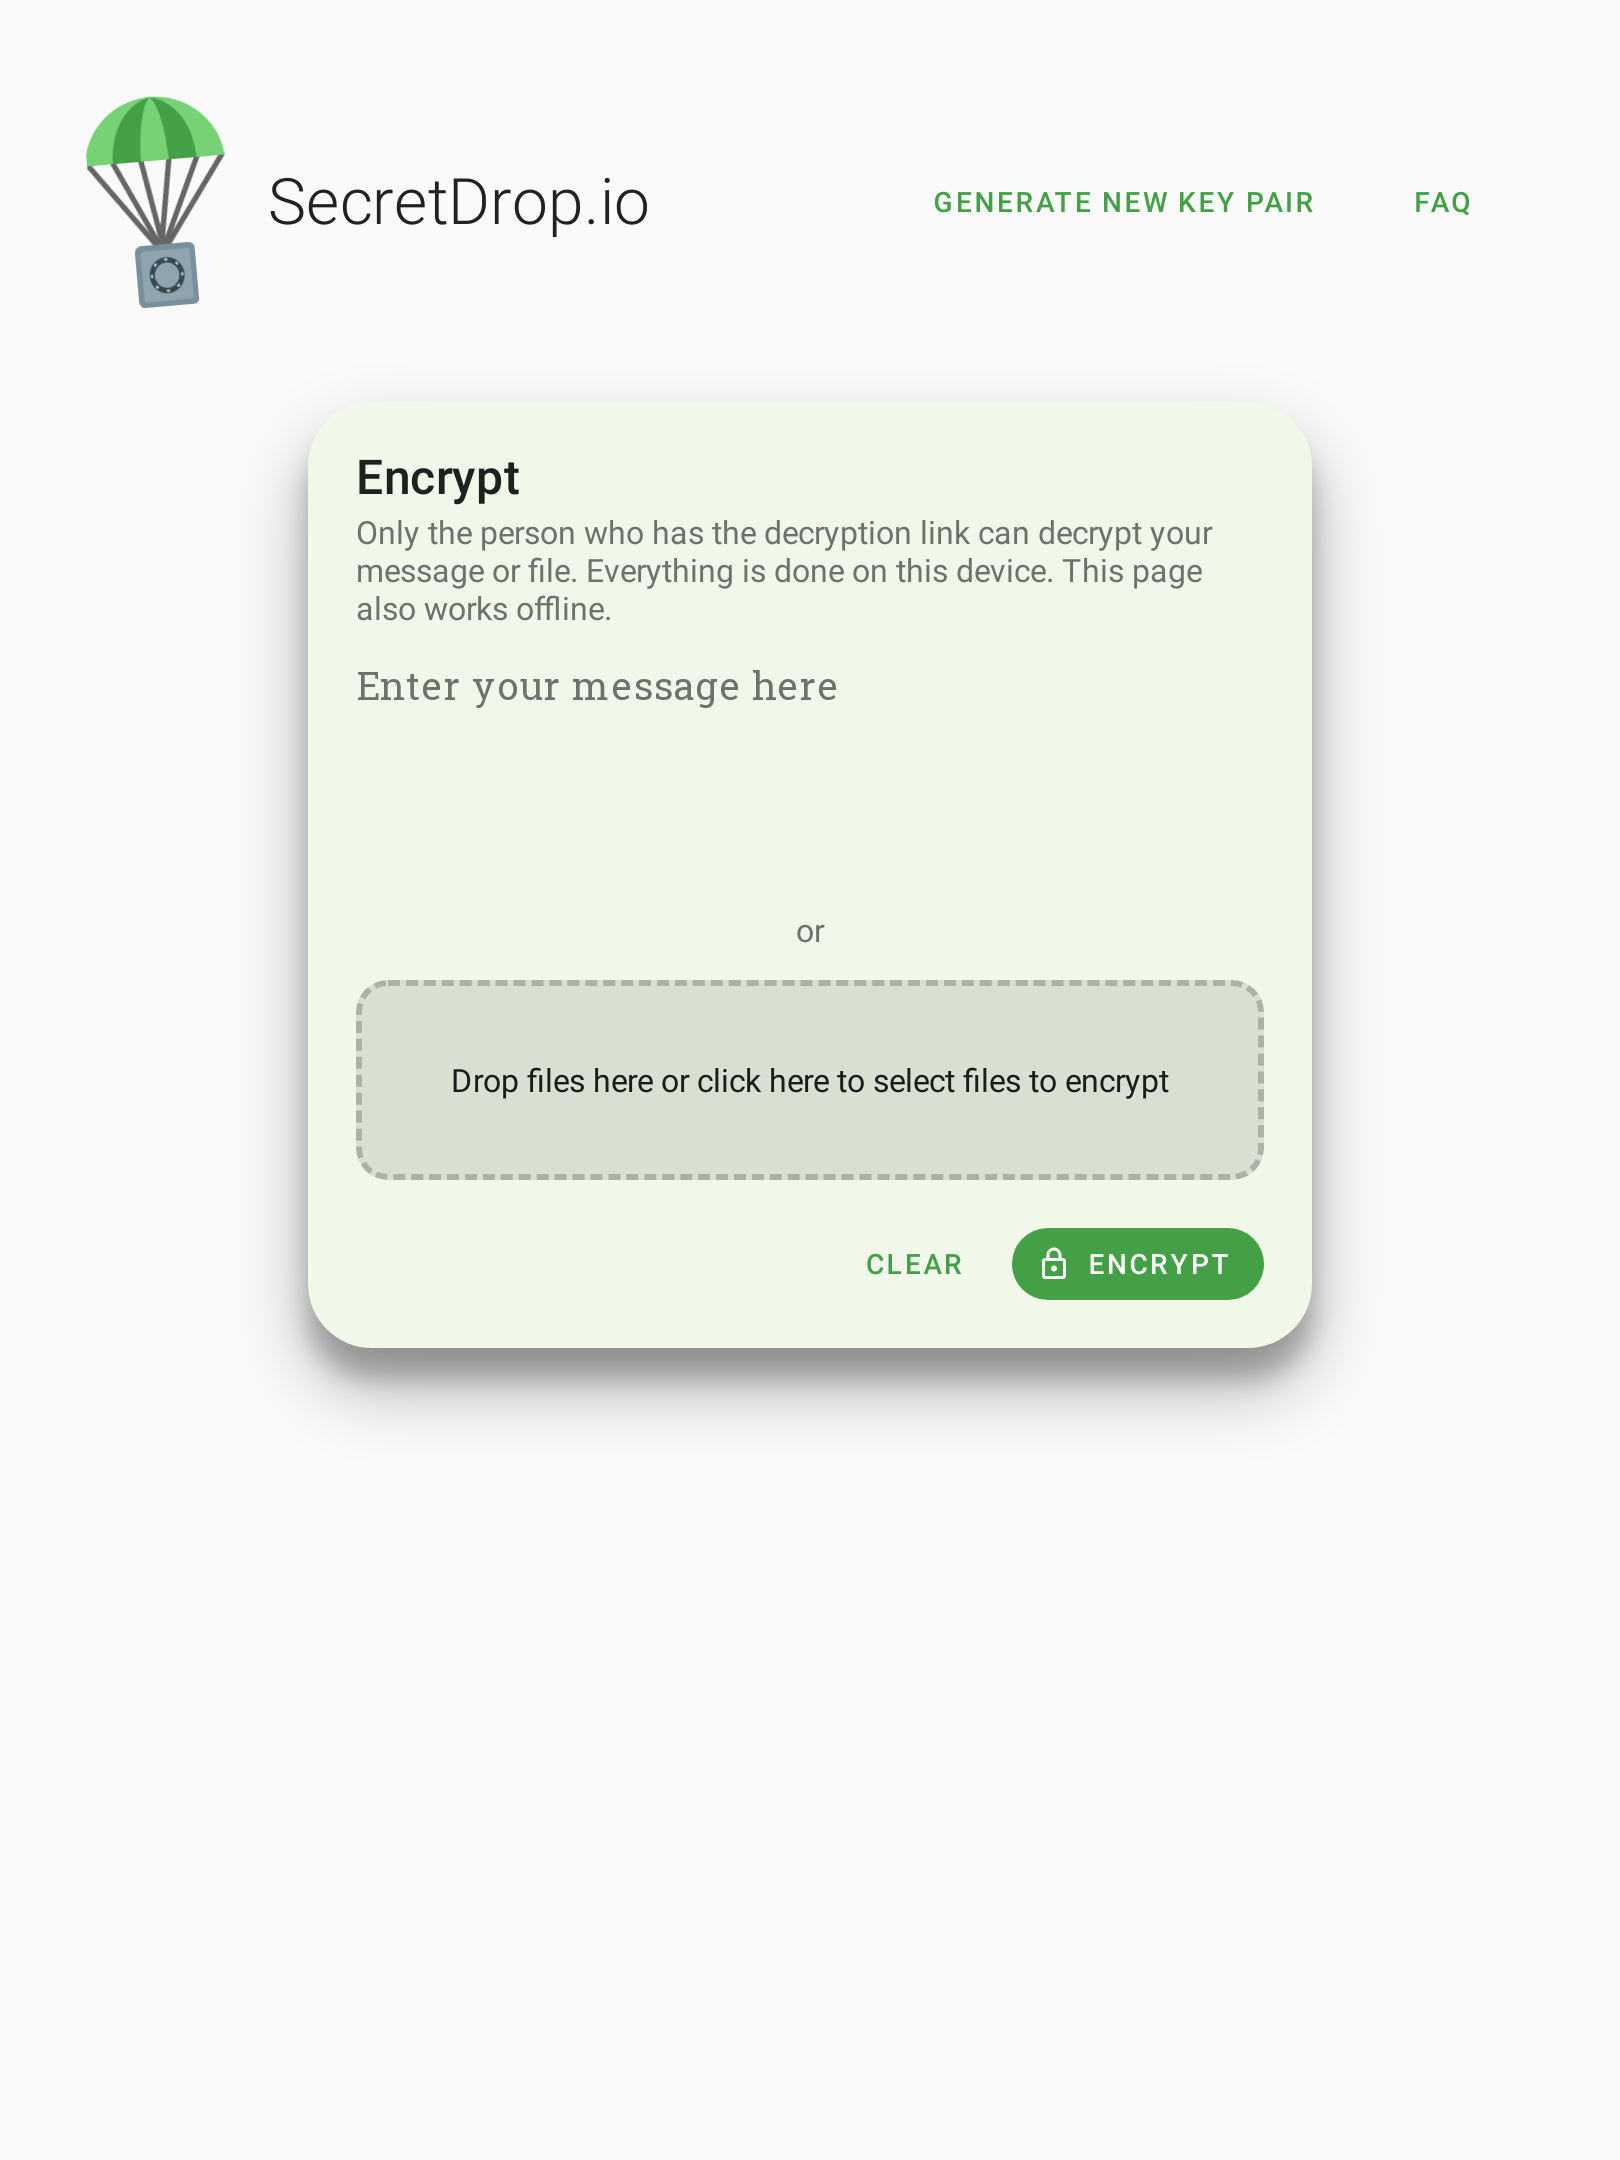 SecretDrop.io
GENERATE NEW KEY PAIR
FAQ
Encrypt
Only the person who has the decryption link can decrypt your
message or file. Everything is done on this device. This page
also works offline.
Enter your message here
or
Drop files here or click here to select files to encrypt
CLEAR
ENCRYPT